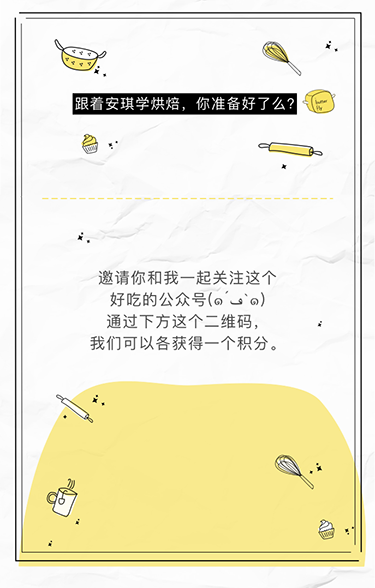 跟着安琪学烘焙，你准备好了么?
butter
fly
邀请你和我一起关注这个
好吃的公众号(๑´ڡ`๑)
通过下方这个二维码，
我们可以各获得一个积分。